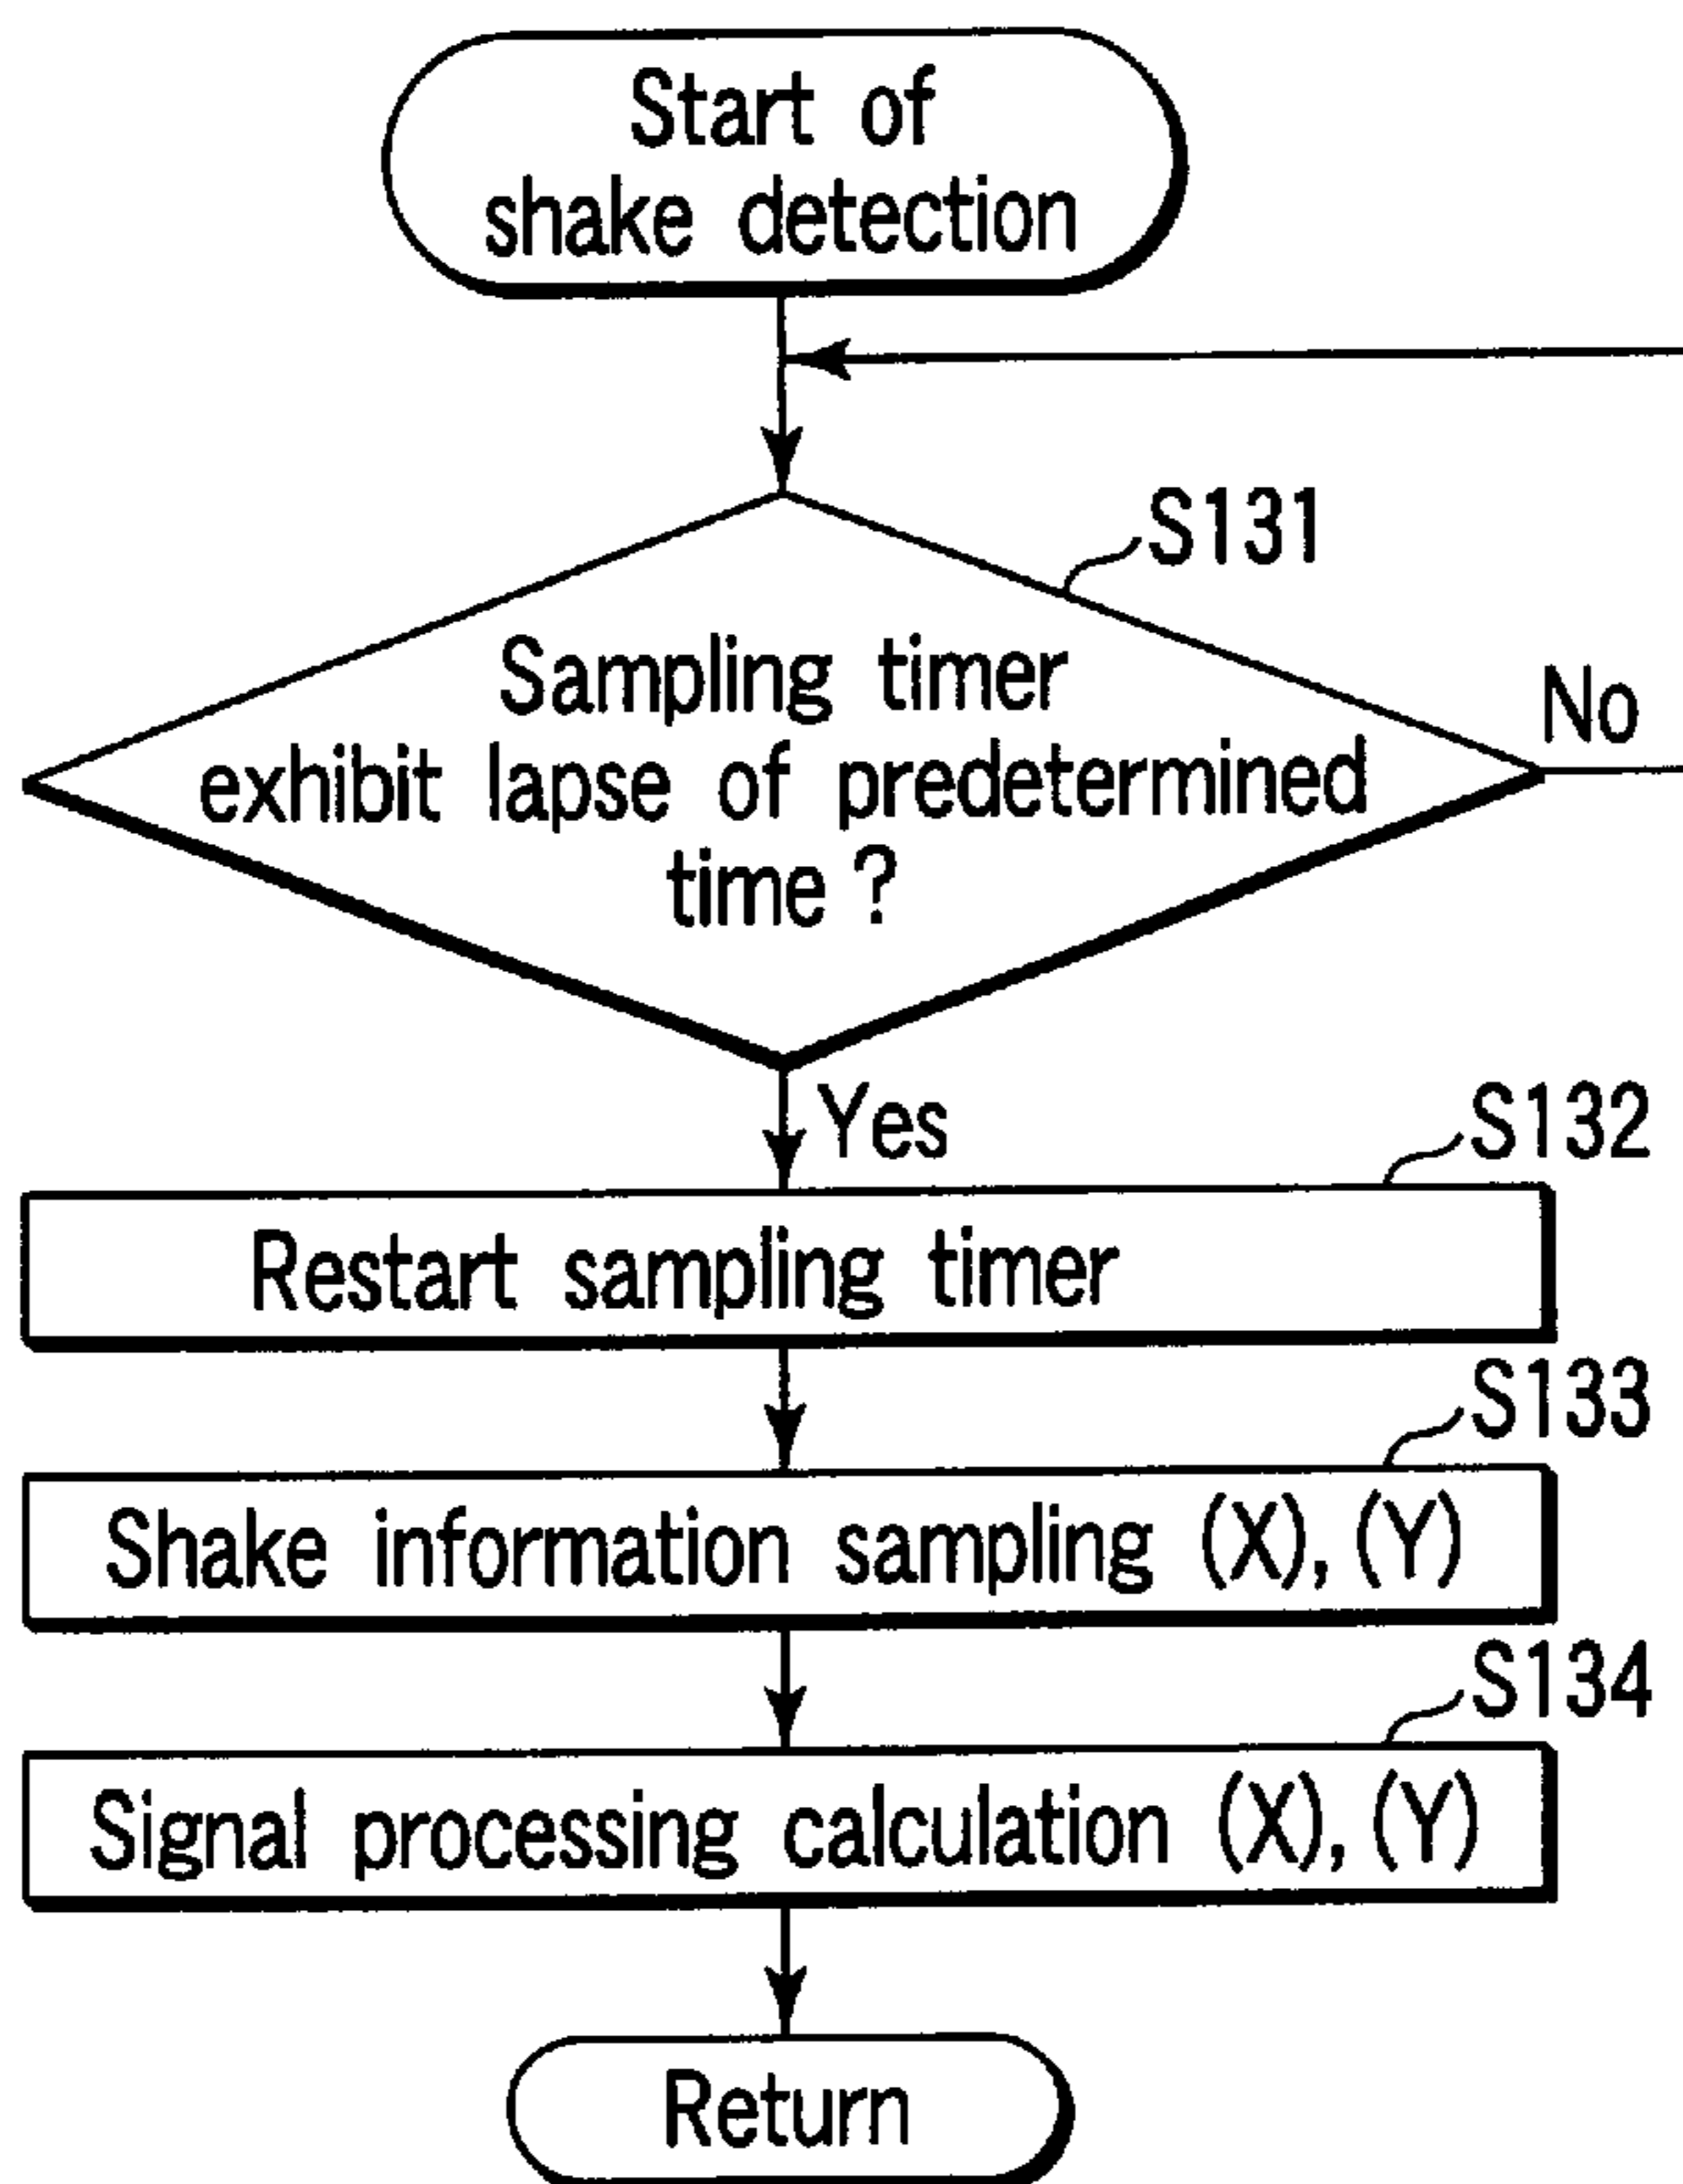 Start of
shake detection
S131
Sampling timer
exhibit lapse of predetermined
time ?
No
Yes
S132
Restart sampling timer
S133
Shake information sampling (X), (Y)
S134
Signal processing calculation (X), (Y)
Return